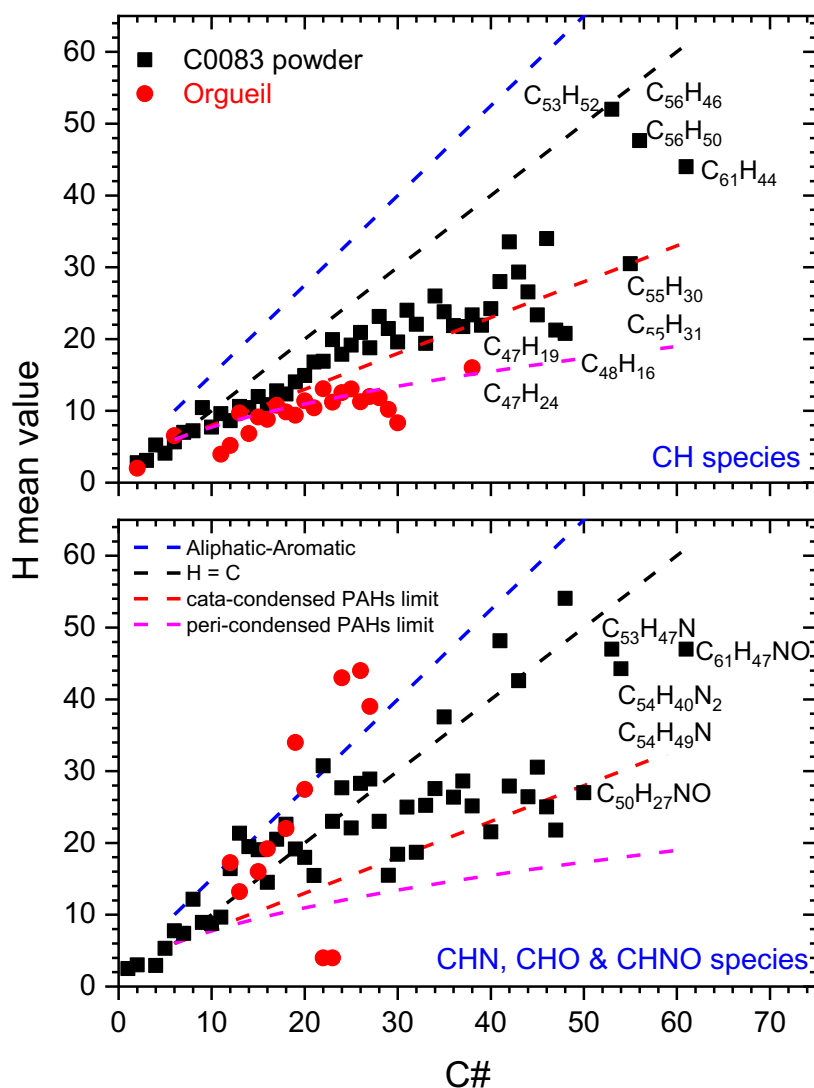 60
50
40
30
20
10
0
C0083 powder
Orgueil
C₅₃H₅₂
C₅₆H₄₆
C₅₆H₅₀
C₆₁H₄₄
C₅₅H₃₀
C₅₅H₃₁
C₄₇H₁₉
C₄₈H₁₆
C₄₇H₂₄
CH species
H mean value
60
50
40
30
20
10
0
Aliphatic-Aromatic
H = C
cata-condensed PAHs limit
peri-condensed PAHs limit
C₅₃H₄₇N
C₆₁H₄₇NO
C₅₄H₄₀N₂
C₅₄H₄₉N
C₅₀H₂₇NO
CHN, CHO & CHNO species
0 10 20 30 40 50 60 70
C#